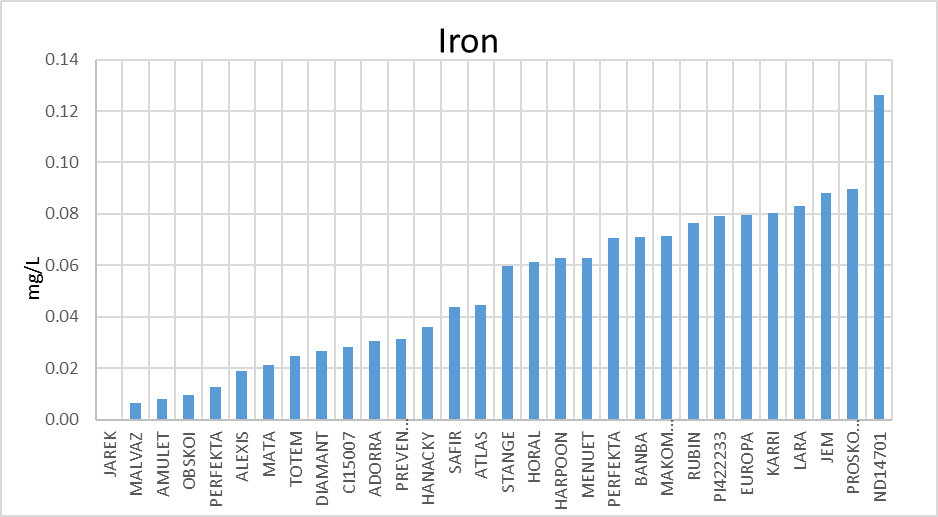 Iron
0.14
0.12
0.10
0.08
0.06
0.04
0.02
0.00
mg/L
JAREK
MALVAZ
AMULET
OBSKOI
PERFEKTA
ALEXIS
MATA
TOTEM
DIAMANT
CI15007
ADORRA
PREVEN…
HANACKY
SAFIR
ATLAS
STANGE
HORAL
HARPOON
MENUET
PERFEKTA
BANBA
MAKOM…
RUBIN
PI422233
EUROPA
KARRI
LARA
JEM
PROSKO…
ND14701